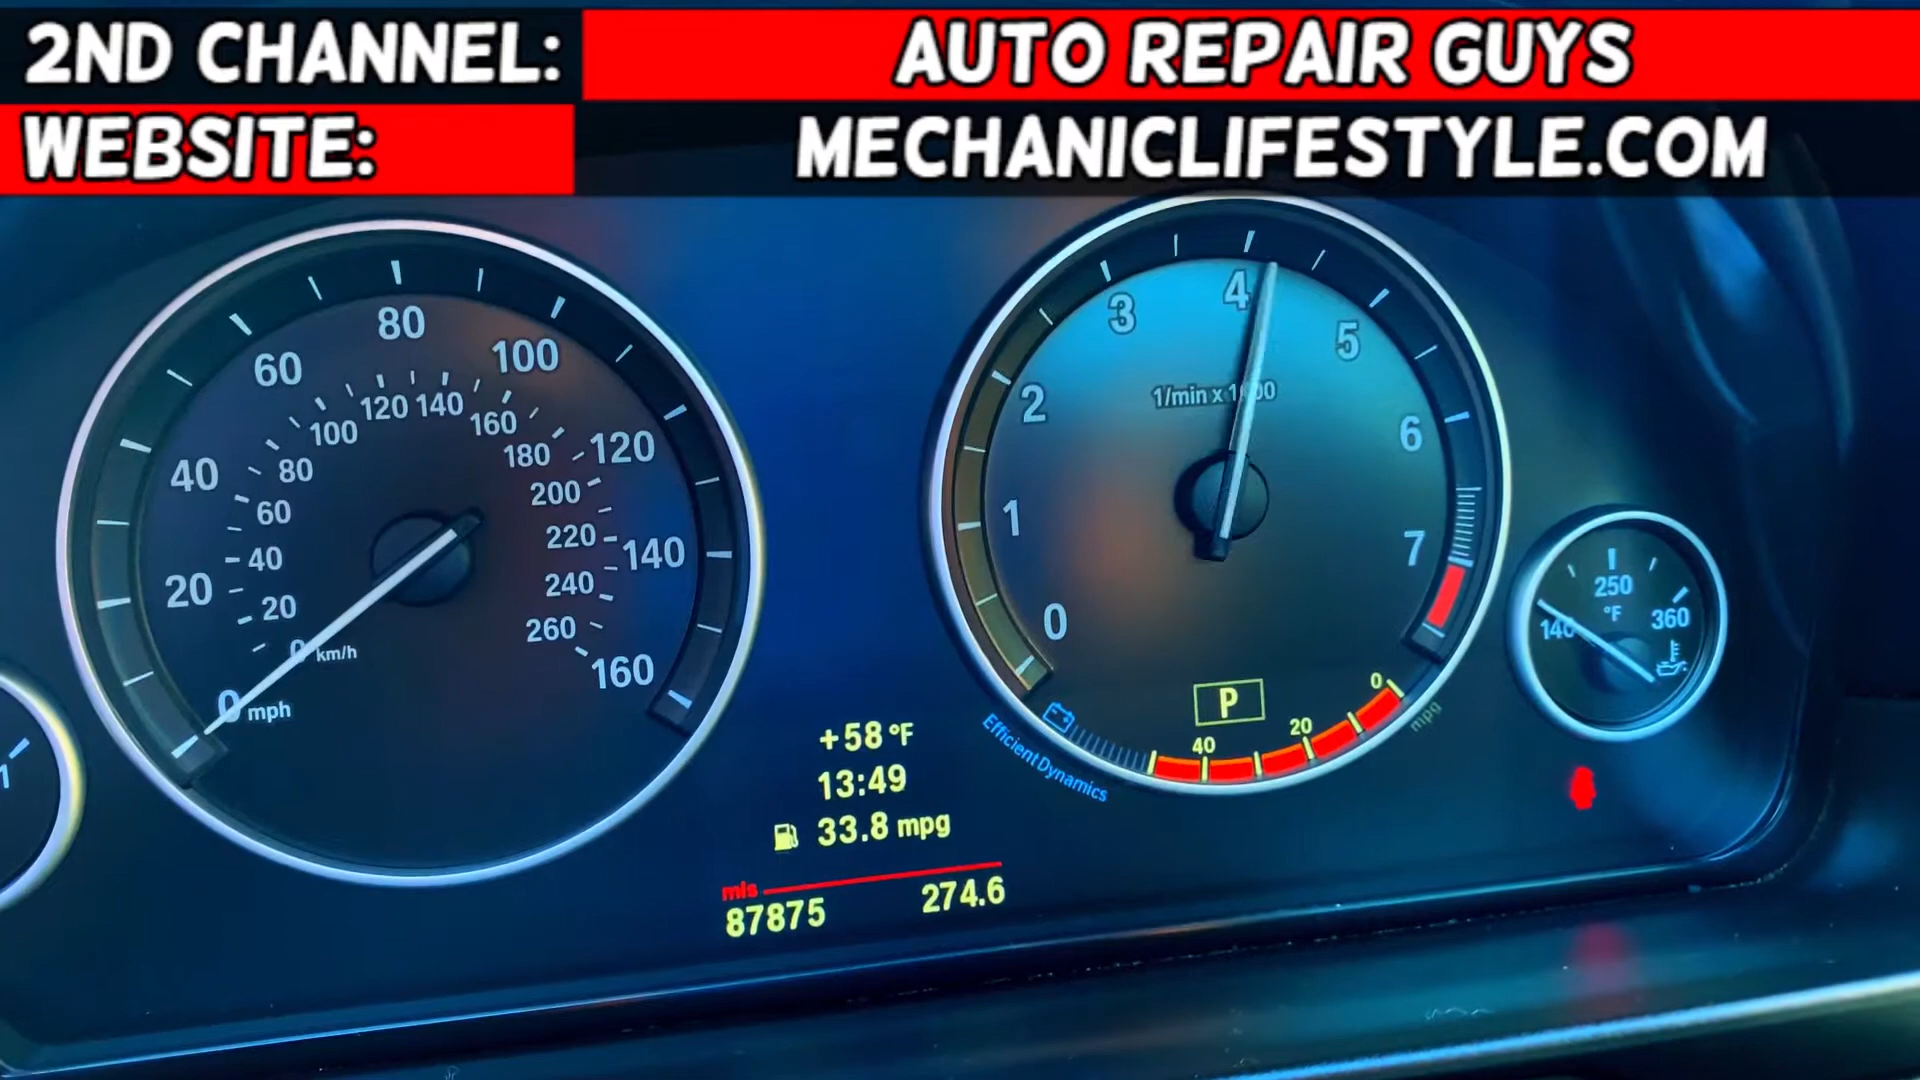 2ND CHANNEL: AUTO REPAIR GUYS
WEBSITE: MECHANICLIFESTYLE.COM
0 20 40 60 80 100 120 140 160
mph
0 20 40 60 80 100 120 140 160 180 200 220 240 260
km/h
0 1 2 3 4 5 6 7
P
40 20 0
mpg
EfficientDynamics
140 250 360
°F
1
+58 °F
13:49
33.8 mpg
mls
87875 274.6